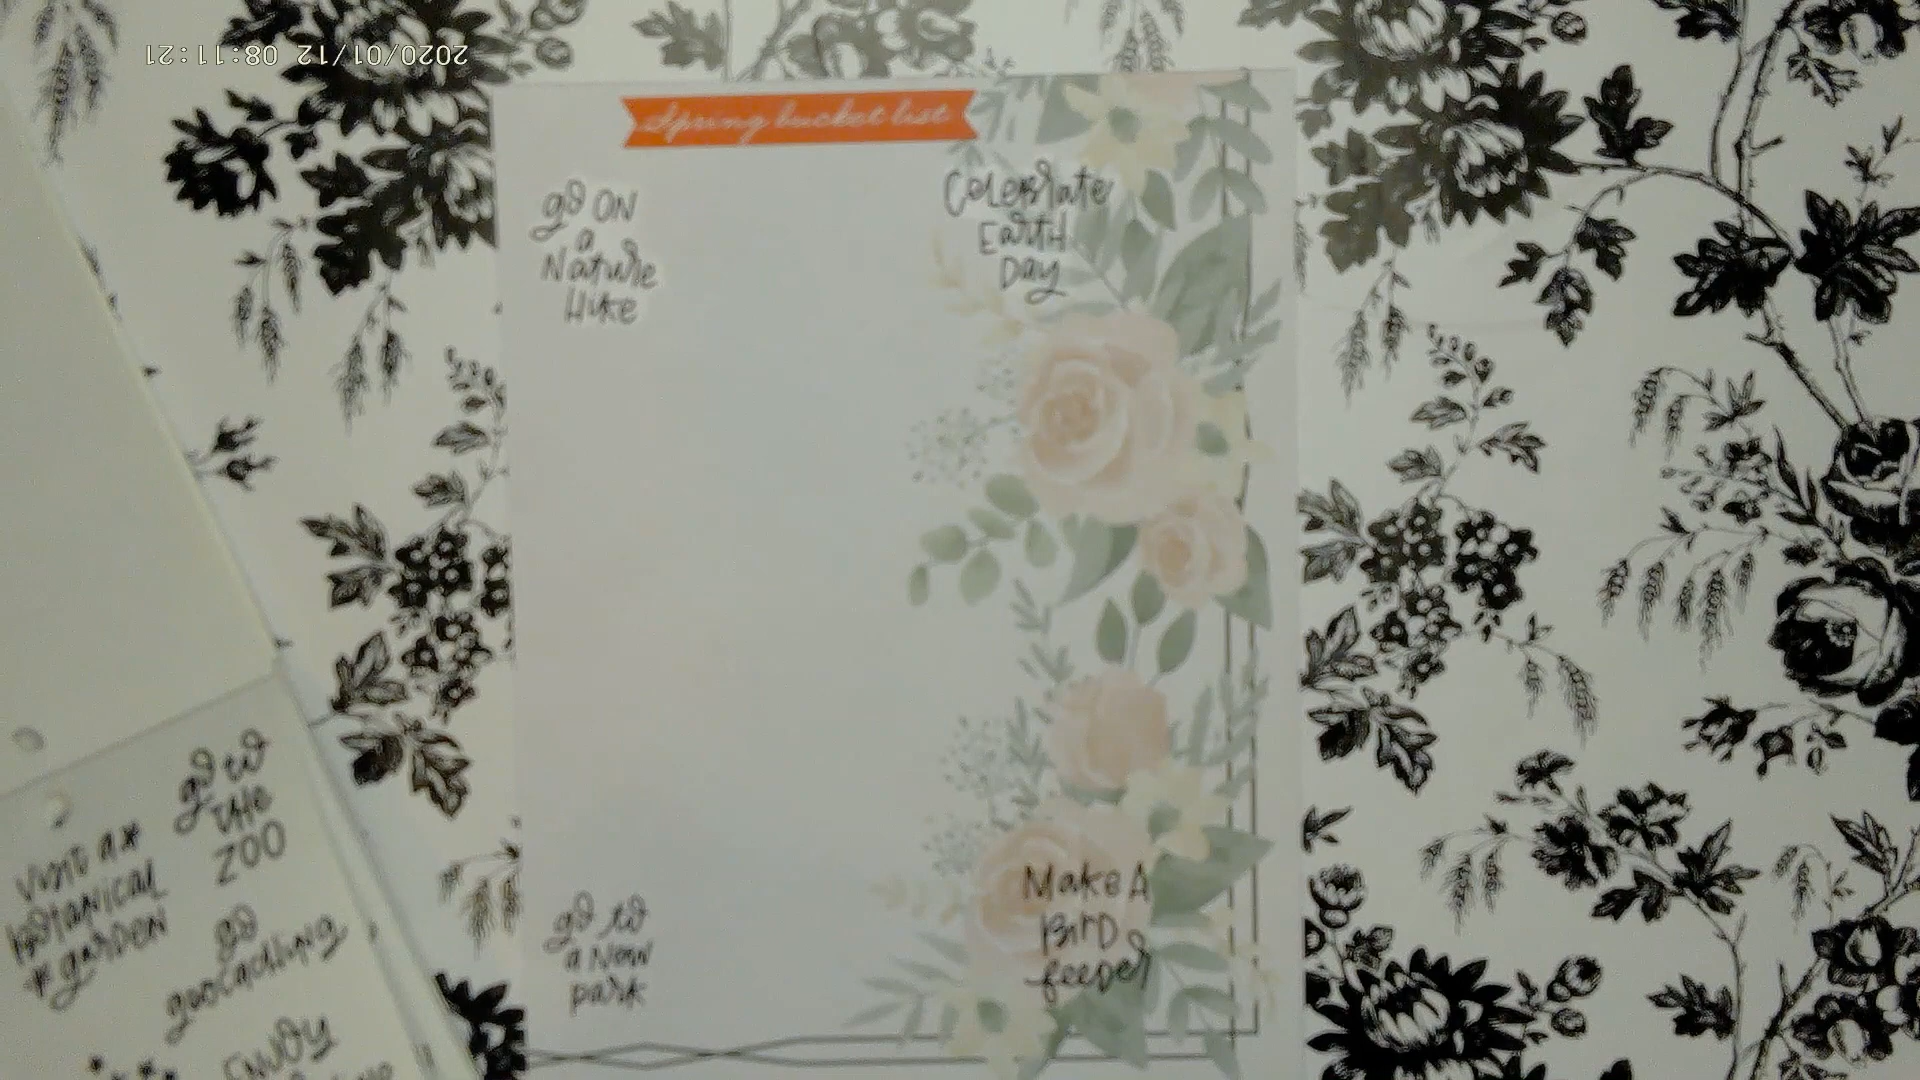 2020/01/12 08:11:21
Spring bucket list
go ON
a
Nature
Hike
Celebrate
Earth
Day
go to
a New
park
Make A
BirD
feeder
go to
the
ZOO
Visit a*
botanical
*garDeN
go
geocaching
ENJOY